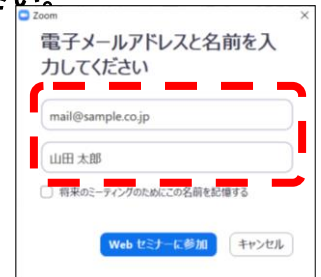 Zoom
電子メールアドレスと名前を入
力してください
mail@sample.co.jp
山田 太郎
将来のミーティングのためにこの名前を記憶する
Web セミナーに参加
キャンセル